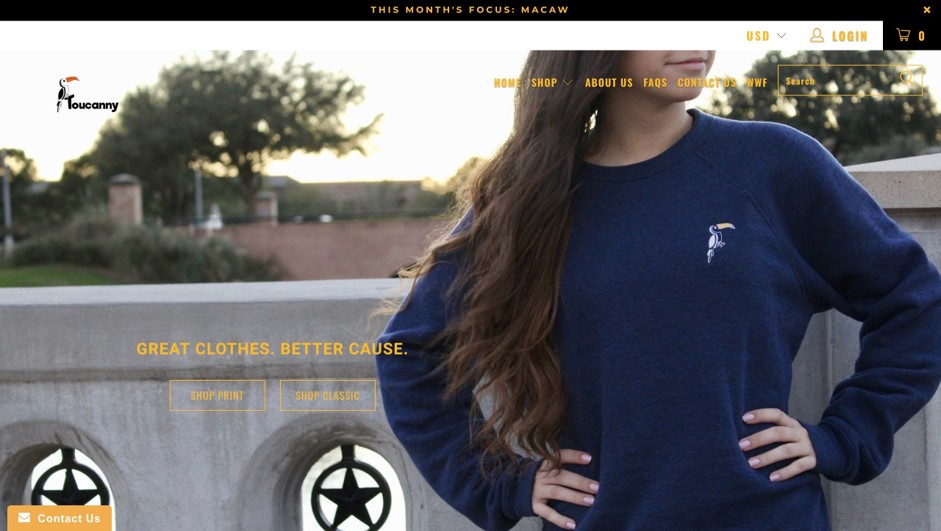 THIS MONTH'S FOCUS: MACAW
USD LOGIN 0
Toucanny
HOME SHOP ABOUT US FAQS CONTACT US WWF Search
GREAT CLOTHES. BETTER CAUSE.
SHOP PRINT SHOP CLASSIC
Contact Us